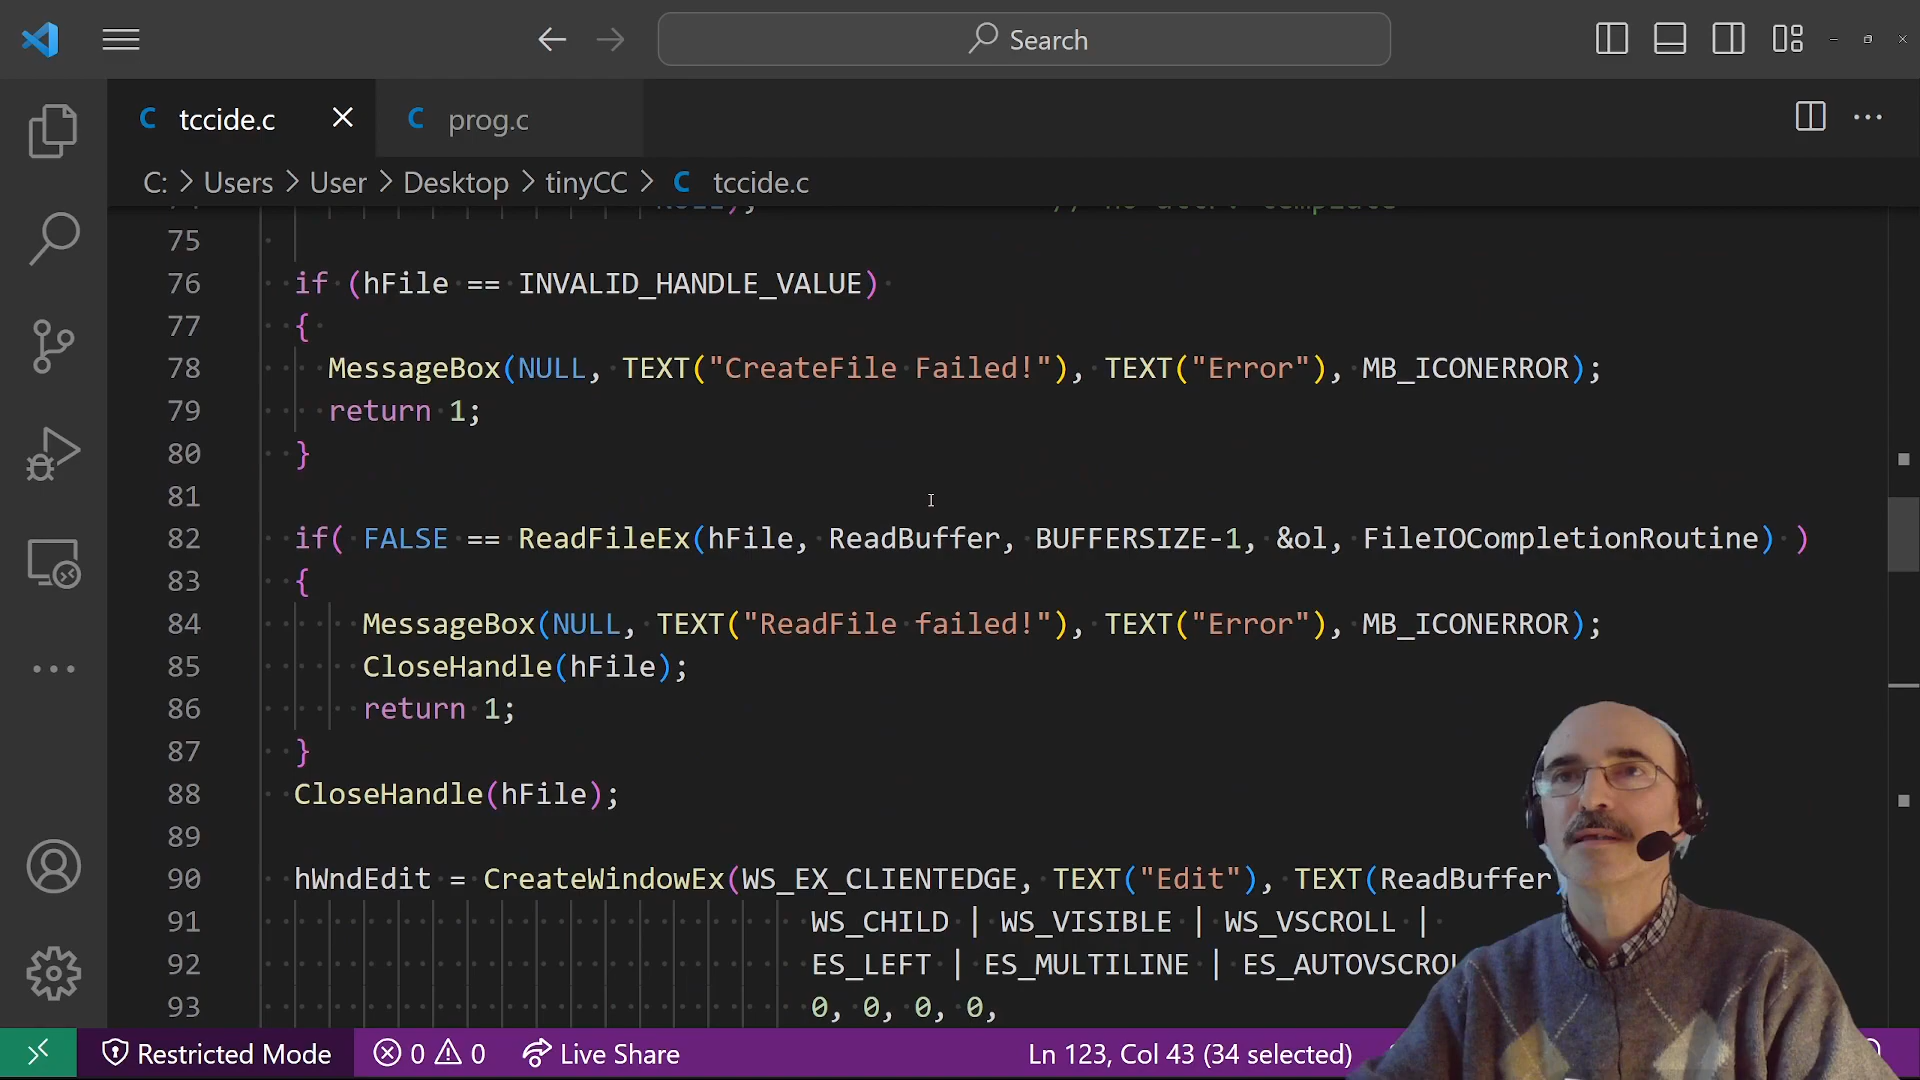 Search
C tccide.c
C prog.c
C: > Users > User > Desktop > tinyCC > C tccide.c
75
76 if (hFile == INVALID_HANDLE_VALUE)
77 {
78 MessageBox(NULL, TEXT("CreateFile Failed!"), TEXT("Error"), MB_ICONERROR);
79 return 1;
80 }
81
82 if( FALSE == ReadFileEx(hFile, ReadBuffer, BUFFERSIZE-1, &ol, FileIOCompletionRoutine) )
83 {
84 MessageBox(NULL, TEXT("ReadFile failed!"), TEXT("Error"), MB_ICONERROR);
85 CloseHandle(hFile);
86 return 1;
87 }
88 CloseHandle(hFile);
89
90 hWndEdit = CreateWindowEx(WS_EX_CLIENTEDGE, TEXT("Edit"), TEXT(ReadBuffer
91 WS_CHILD | WS_VISIBLE | WS_VSCROLL |
92 ES_LEFT | ES_MULTILINE |
93 0, 0, 0, 0,
Restricted Mode
0 0
Live Share
Ln 123, Col 43 (34 selected)